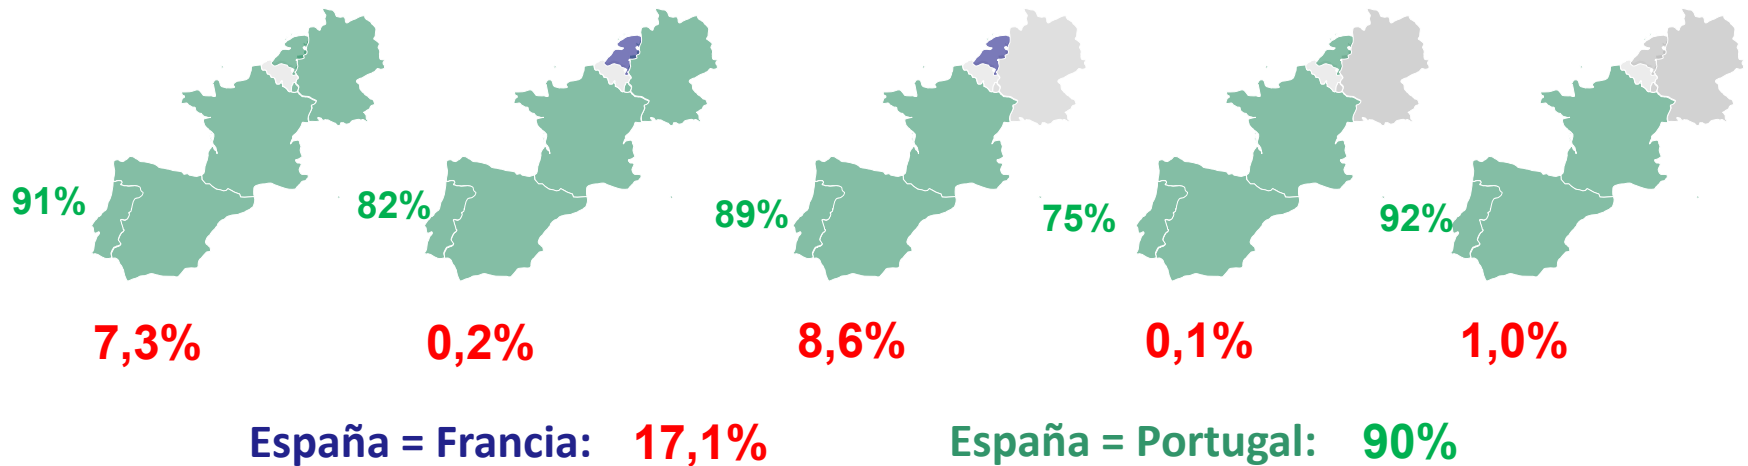 91% 82% 89% 75% 92%
7,3% 0,2% 8,6% 0,1% 1,0%
España = Francia: 17,1% España = Portugal: 90%